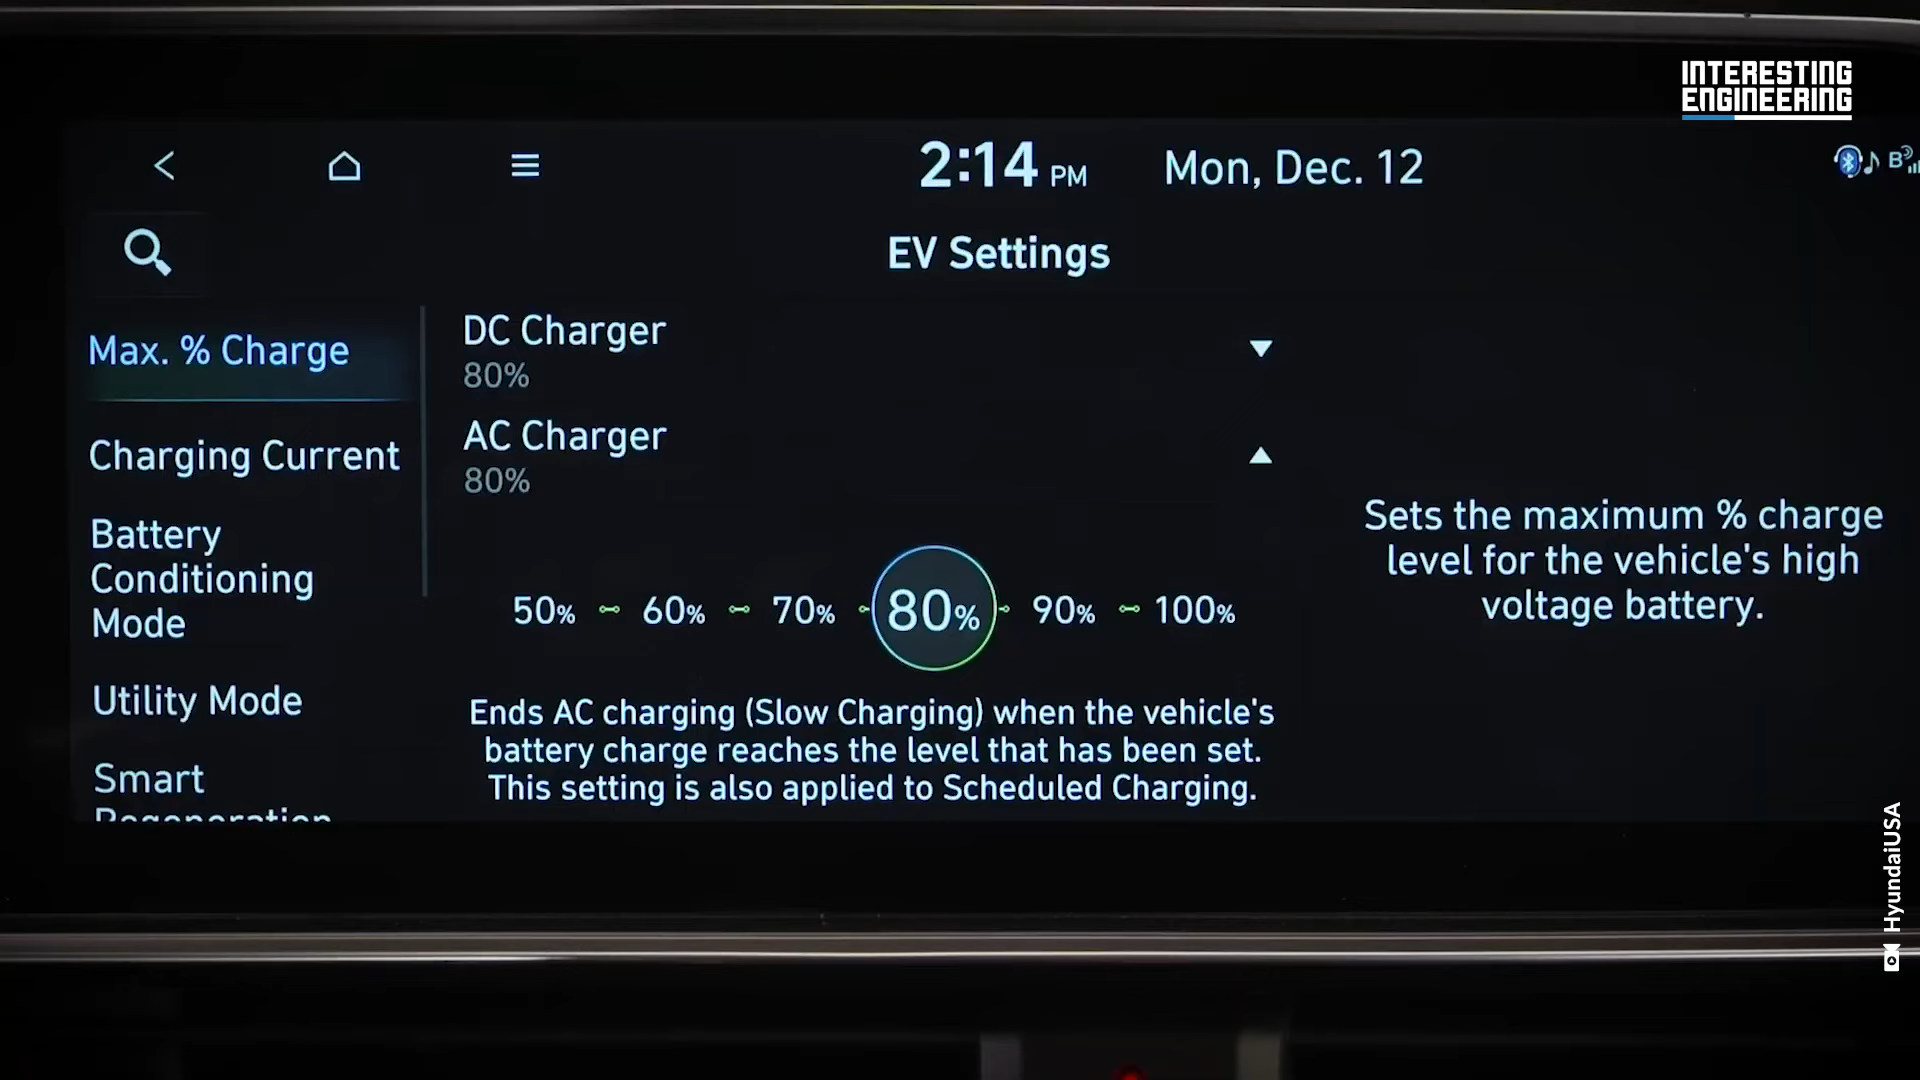 INTERESTING
ENGINEERING
2:14 PM Mon, Dec. 12
EV Settings
Max. % Charge
Charging Current
Battery
Conditioning
Mode
Utility Mode
Smart
Regeneration
DC Charger
80%
AC Charger
80%
50% 60% 70% 80% 90% 100%
Ends AC charging (Slow Charging) when the vehicle's
battery charge reaches the level that has been set.
This setting is also applied to Scheduled Charging.
Sets the maximum % charge
level for the vehicle's high
voltage battery.
HyundaiUSA